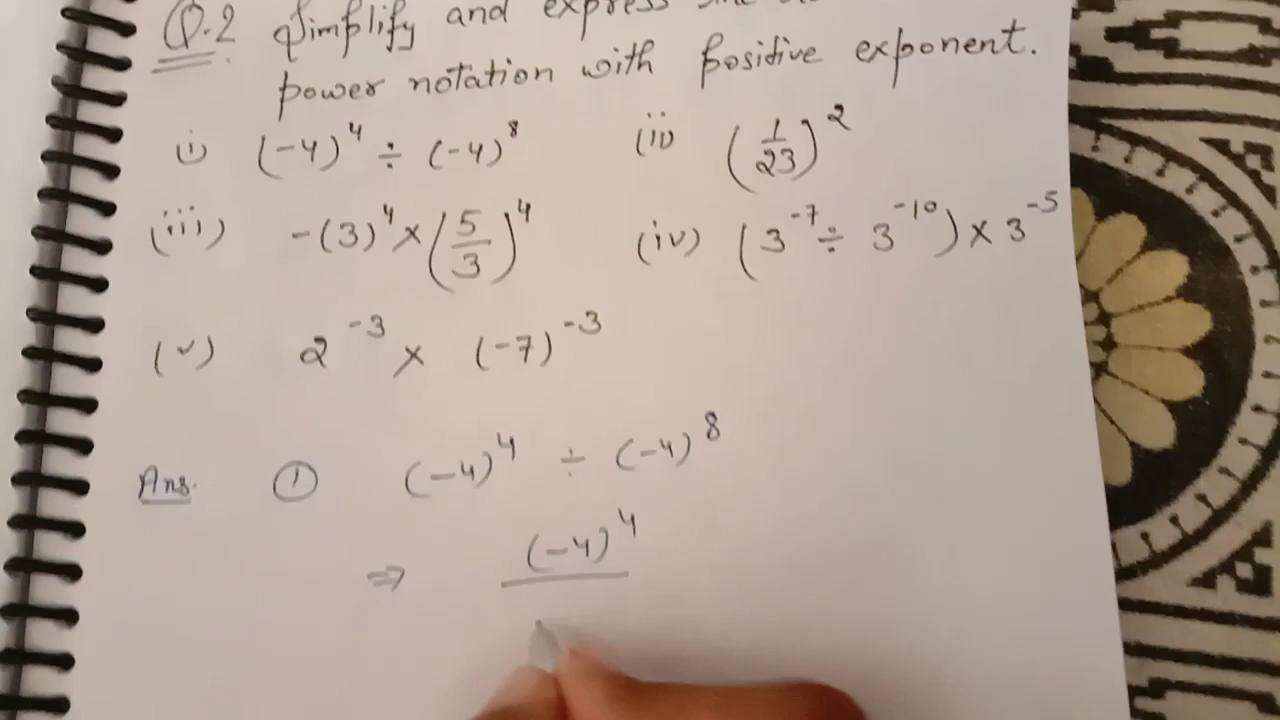 Q.2 Simplify and express
power notation with positive exponent.
(i) (-4)^4 ÷ (-4)^8 (ii) (1/23)^2
(iii) -(3)^4 × (5/3)^4 (iv) (3^-7 ÷ 3^-10) × 3^-5
(v) 2^-3 × (-7)^-3
Ans. ① (-4)^4 ÷ (-4)^8
⇒ (-4)^4